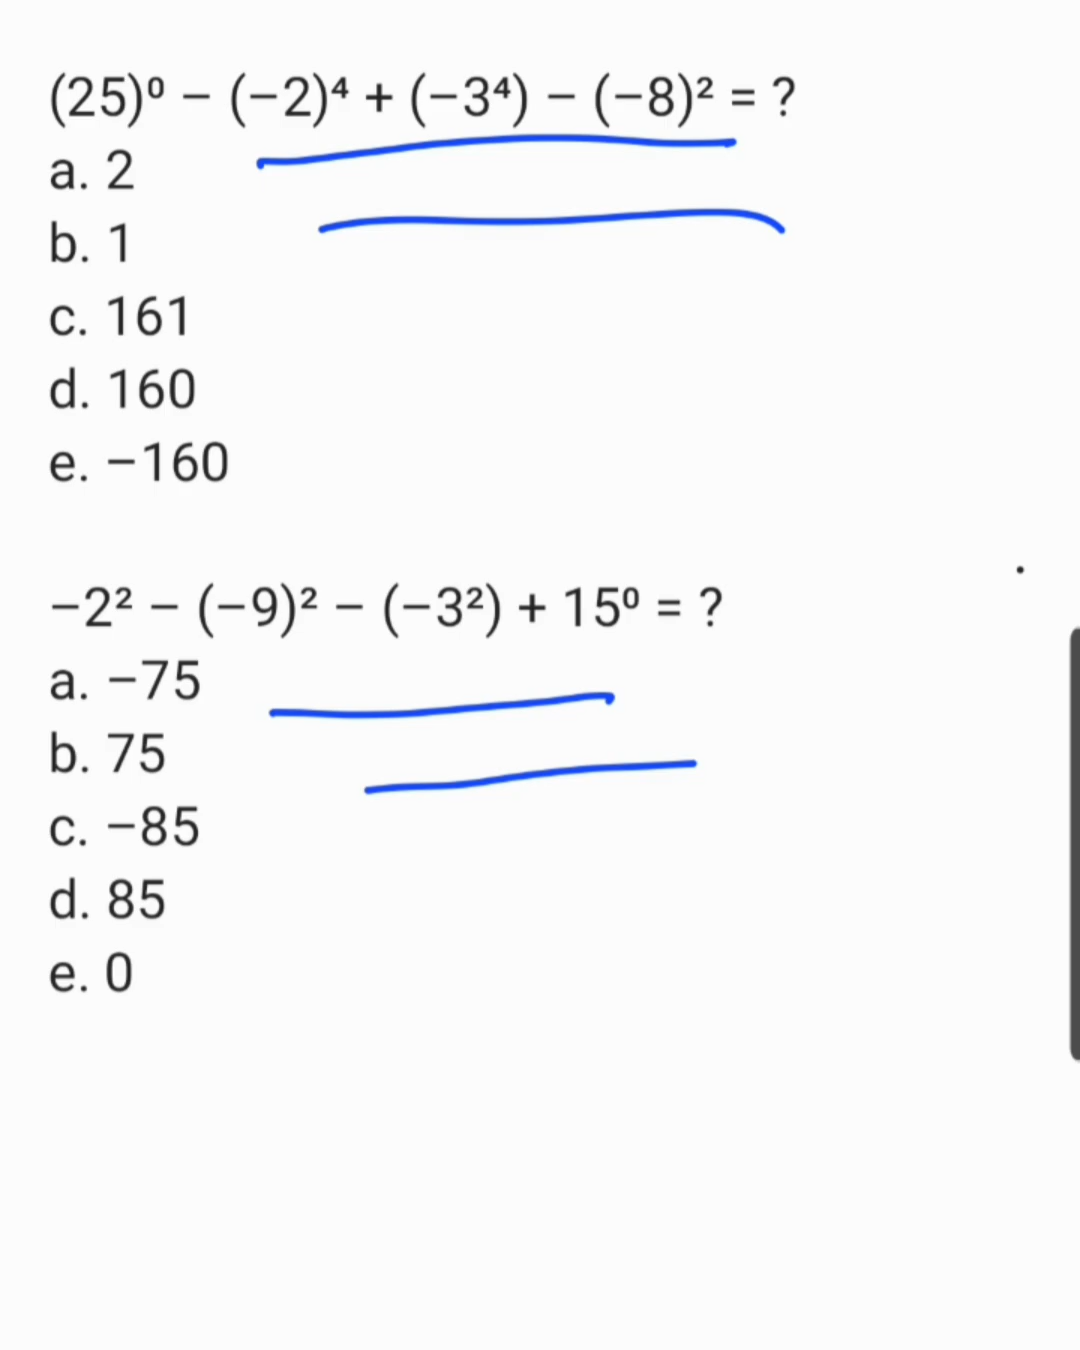 (25)⁰ – (–2)⁴ + (–3⁴) – (–8)² = ?
a. 2
b. 1
c. 161
d. 160
e. –160
–2² – (–9)² – (–3²) + 15⁰ = ?
a. –75
b. 75
c. –85
d. 85
e. 0